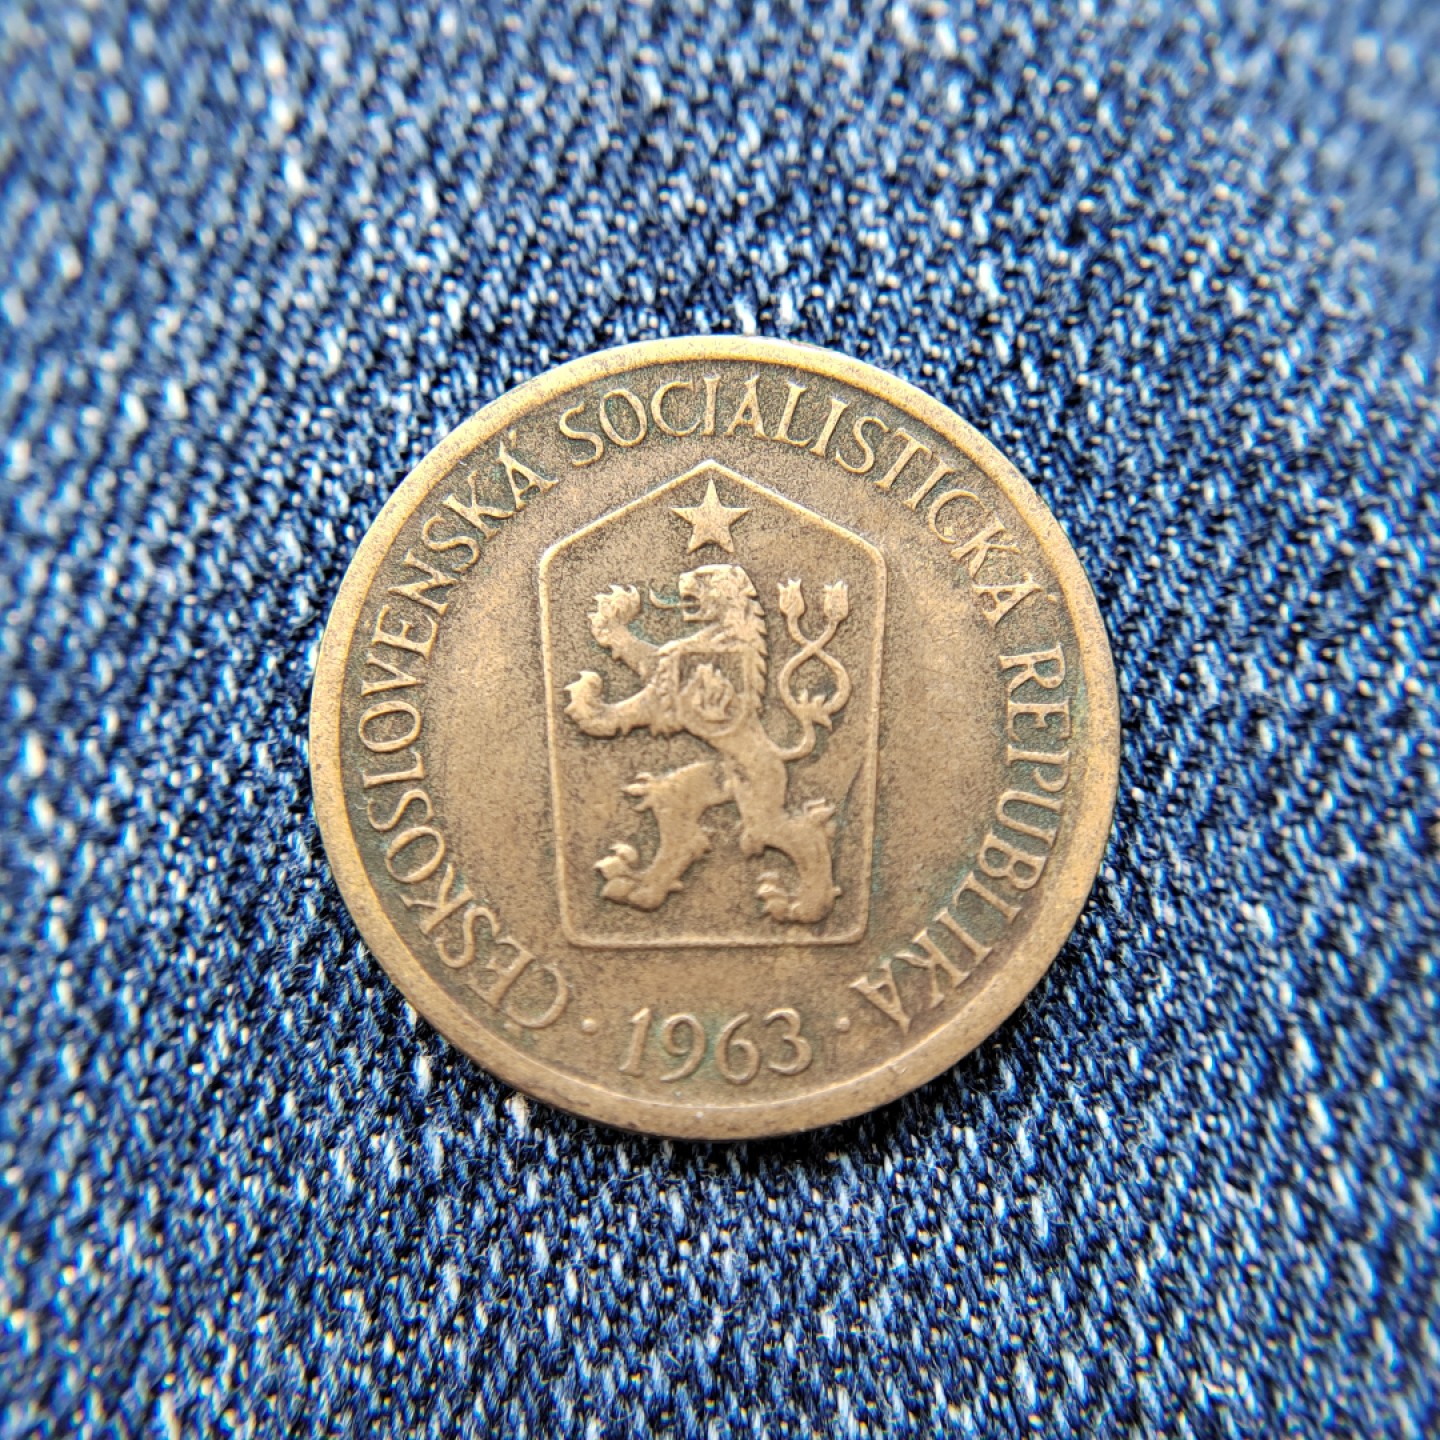 ČESKOSLOVENSKÁ SOCIALISTICKÁ REPUBLIKA
· 1963 ·